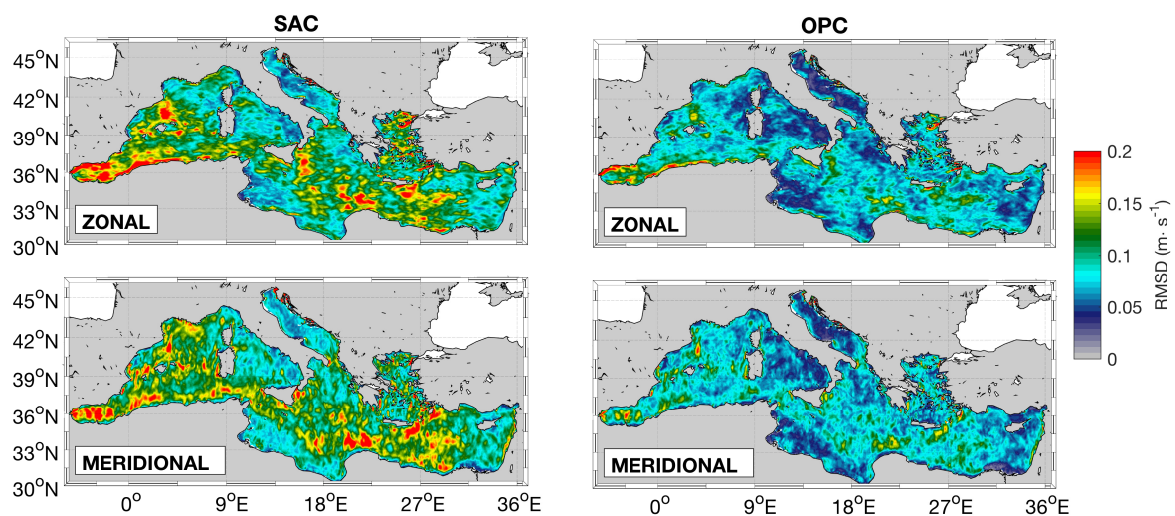 SAC
OPC
45°N
42°N
39°N
36°N
33°N
30°N
ZONAL
ZONAL
0.2
0.15
0.1
0.05
0
RMSD (m· s⁻¹)
45°N
42°N
39°N
36°N
33°N
30°N
MERIDIONAL
MERIDIONAL
0° 9°E 18°E 27°E 36°E
0° 9°E 18°E 27°E 36°E